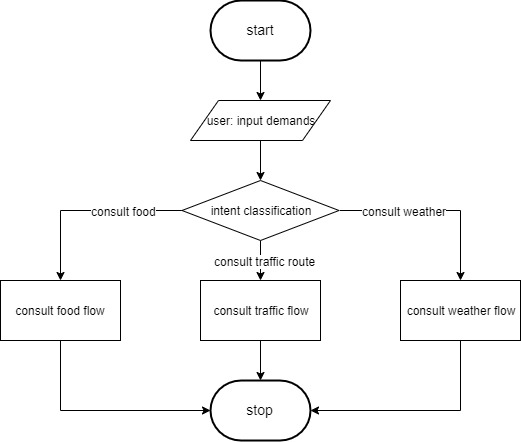 start
user: input demands
intent classification
consult food
consult weather
consult traffic route
consult food flow
consult traffic flow
consult weather flow
stop